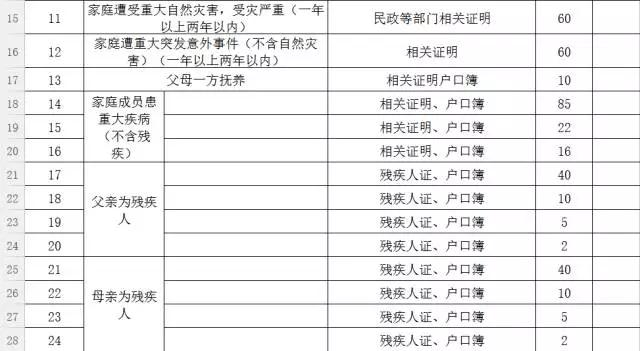 15 11 家庭遭受重大自然灾害，受灾严重（一年以上两年以内） 民政等部门相关证明 60
16 12 家庭遭重大突发意外事件（不含自然灾害）（一年以上两年以内） 相关证明 60
17 13 父母一方抚养 相关证明户口簿 10
18 14 家庭成员患重大疾病（不含残疾） 相关证明、户口簿 85
19 15 相关证明、户口簿 22
20 16 相关证明、户口簿 16
21 17 父亲为残疾人 残疾人证、户口簿 40
22 18 残疾人证、户口簿 10
23 19 残疾人证、户口簿 5
24 20 残疾人证、户口簿 2
25 21 母亲为残疾人 残疾人证、户口簿 40
26 22 残疾人证、户口簿 10
27 23 残疾人证、户口簿 5
28 24 残疾人证、户口簿 2